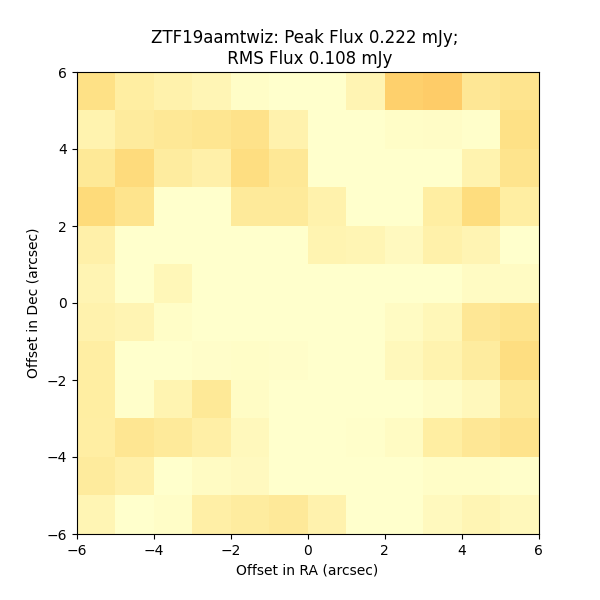 ZTF19aamtwiz: Peak Flux 0.222 mJy;
RMS Flux 0.108 mJy
6
4
2
0
−2
−4
−6
Offset in Dec (arcsec)
−6 −4 −2 0 2 4 6
Offset in RA (arcsec)